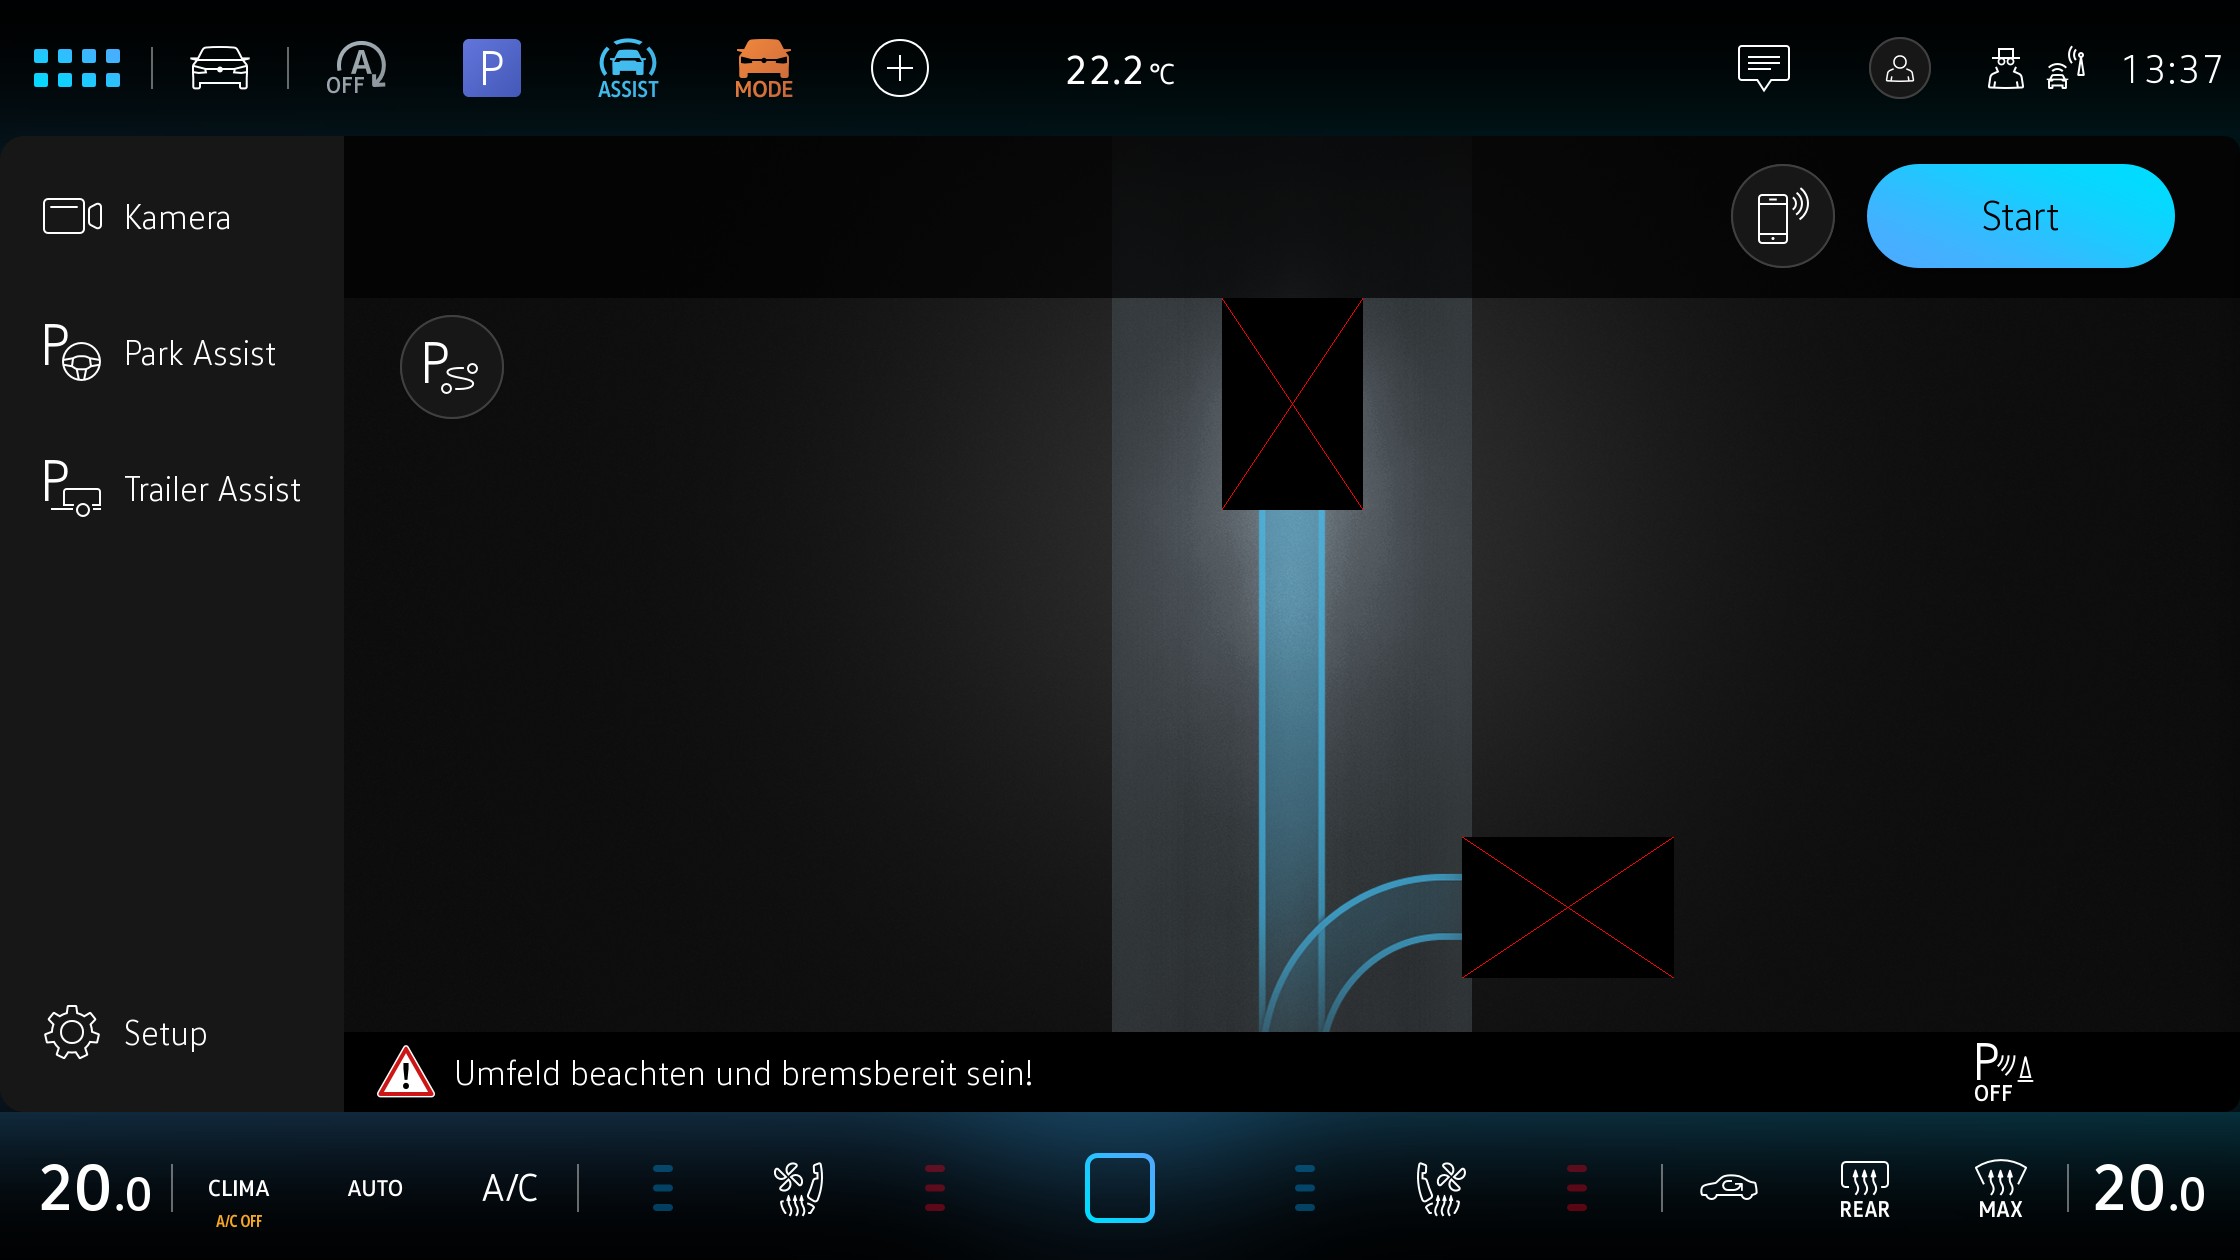 A
OFF
P
ASSIST
MODE
22.2 °C
13:37
Kamera
Start
P
Park Assist
P
Trailer Assist
P
Setup
Umfeld beachten und bremsbereit sein!
P
OFF
20.0
CLIMA
A/C OFF
AUTO
A/C
REAR
MAX
20.0